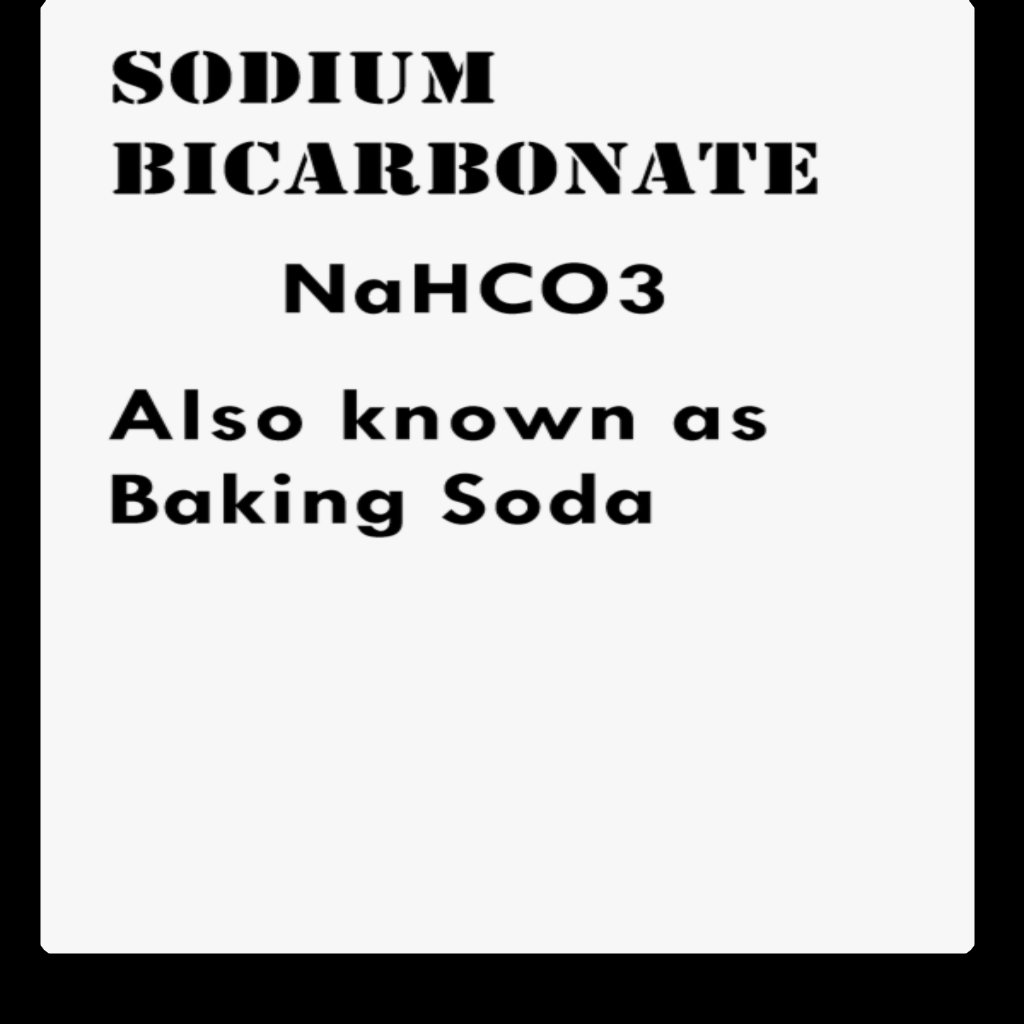 SODIUM
BICARBONATE
NaHCO3
Also known as
Baking Soda